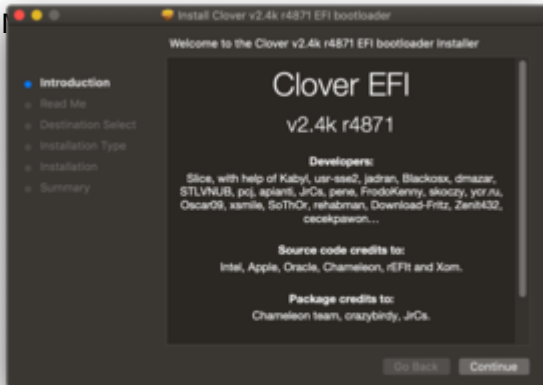 Install Clover v2.4k r4871 EFI bootloader
Welcome to the Clover v2.4k r4871 EFI bootloader Installer
Introduction
Read Me
Destination Select
Installation Type
Installation
Summary
Clover EFI
v2.4k r4871
Developers:
Slice, with help of Kabyl, usr-sse2, jadran, Blackosx, dmazar,
STLVNUB, pcj, apianti, JrCs, pene, FrodoKenny, skoczy, ycr.ru,
Oscar09, xsmile, SoThOr, rehabman, Download-Fritz, Zenit432,
cecekpawon...
Source code credits to:
Intel, Apple, Oracle, Chameleon, rEFIt and Xom.
Package credits to:
Chameleon team, crazybirdy, JrCs.
Go Back
Continue